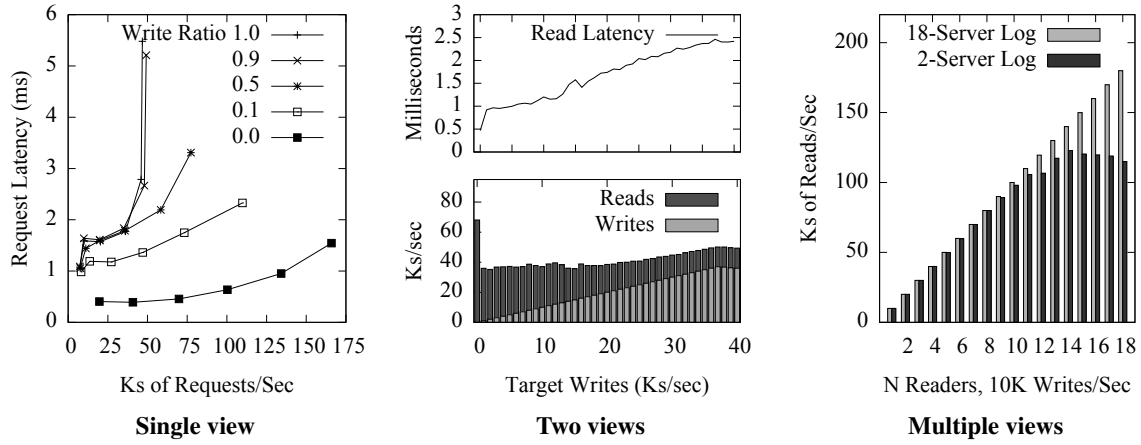 Request Latency (ms)
6
5
4
3
2
1
0
Write Ratio 1.0
0.9
0.5
0.1
0.0
0 25 50 75 100 125 150 175
Ks of Requests/Sec
Single view
Milliseconds
3
2.5
2
1.5
1
0.5
0
Read Latency
Ks/sec
80
60
40
20
0
Reads
Writes
0 10 20 30 40
Target Writes (Ks/sec)
Two views
Ks of Reads/Sec
200
150
100
50
0
18-Server Log
2-Server Log
2 4 6 8 10 12 14 16 18
N Readers, 10K Writes/Sec
Multiple views